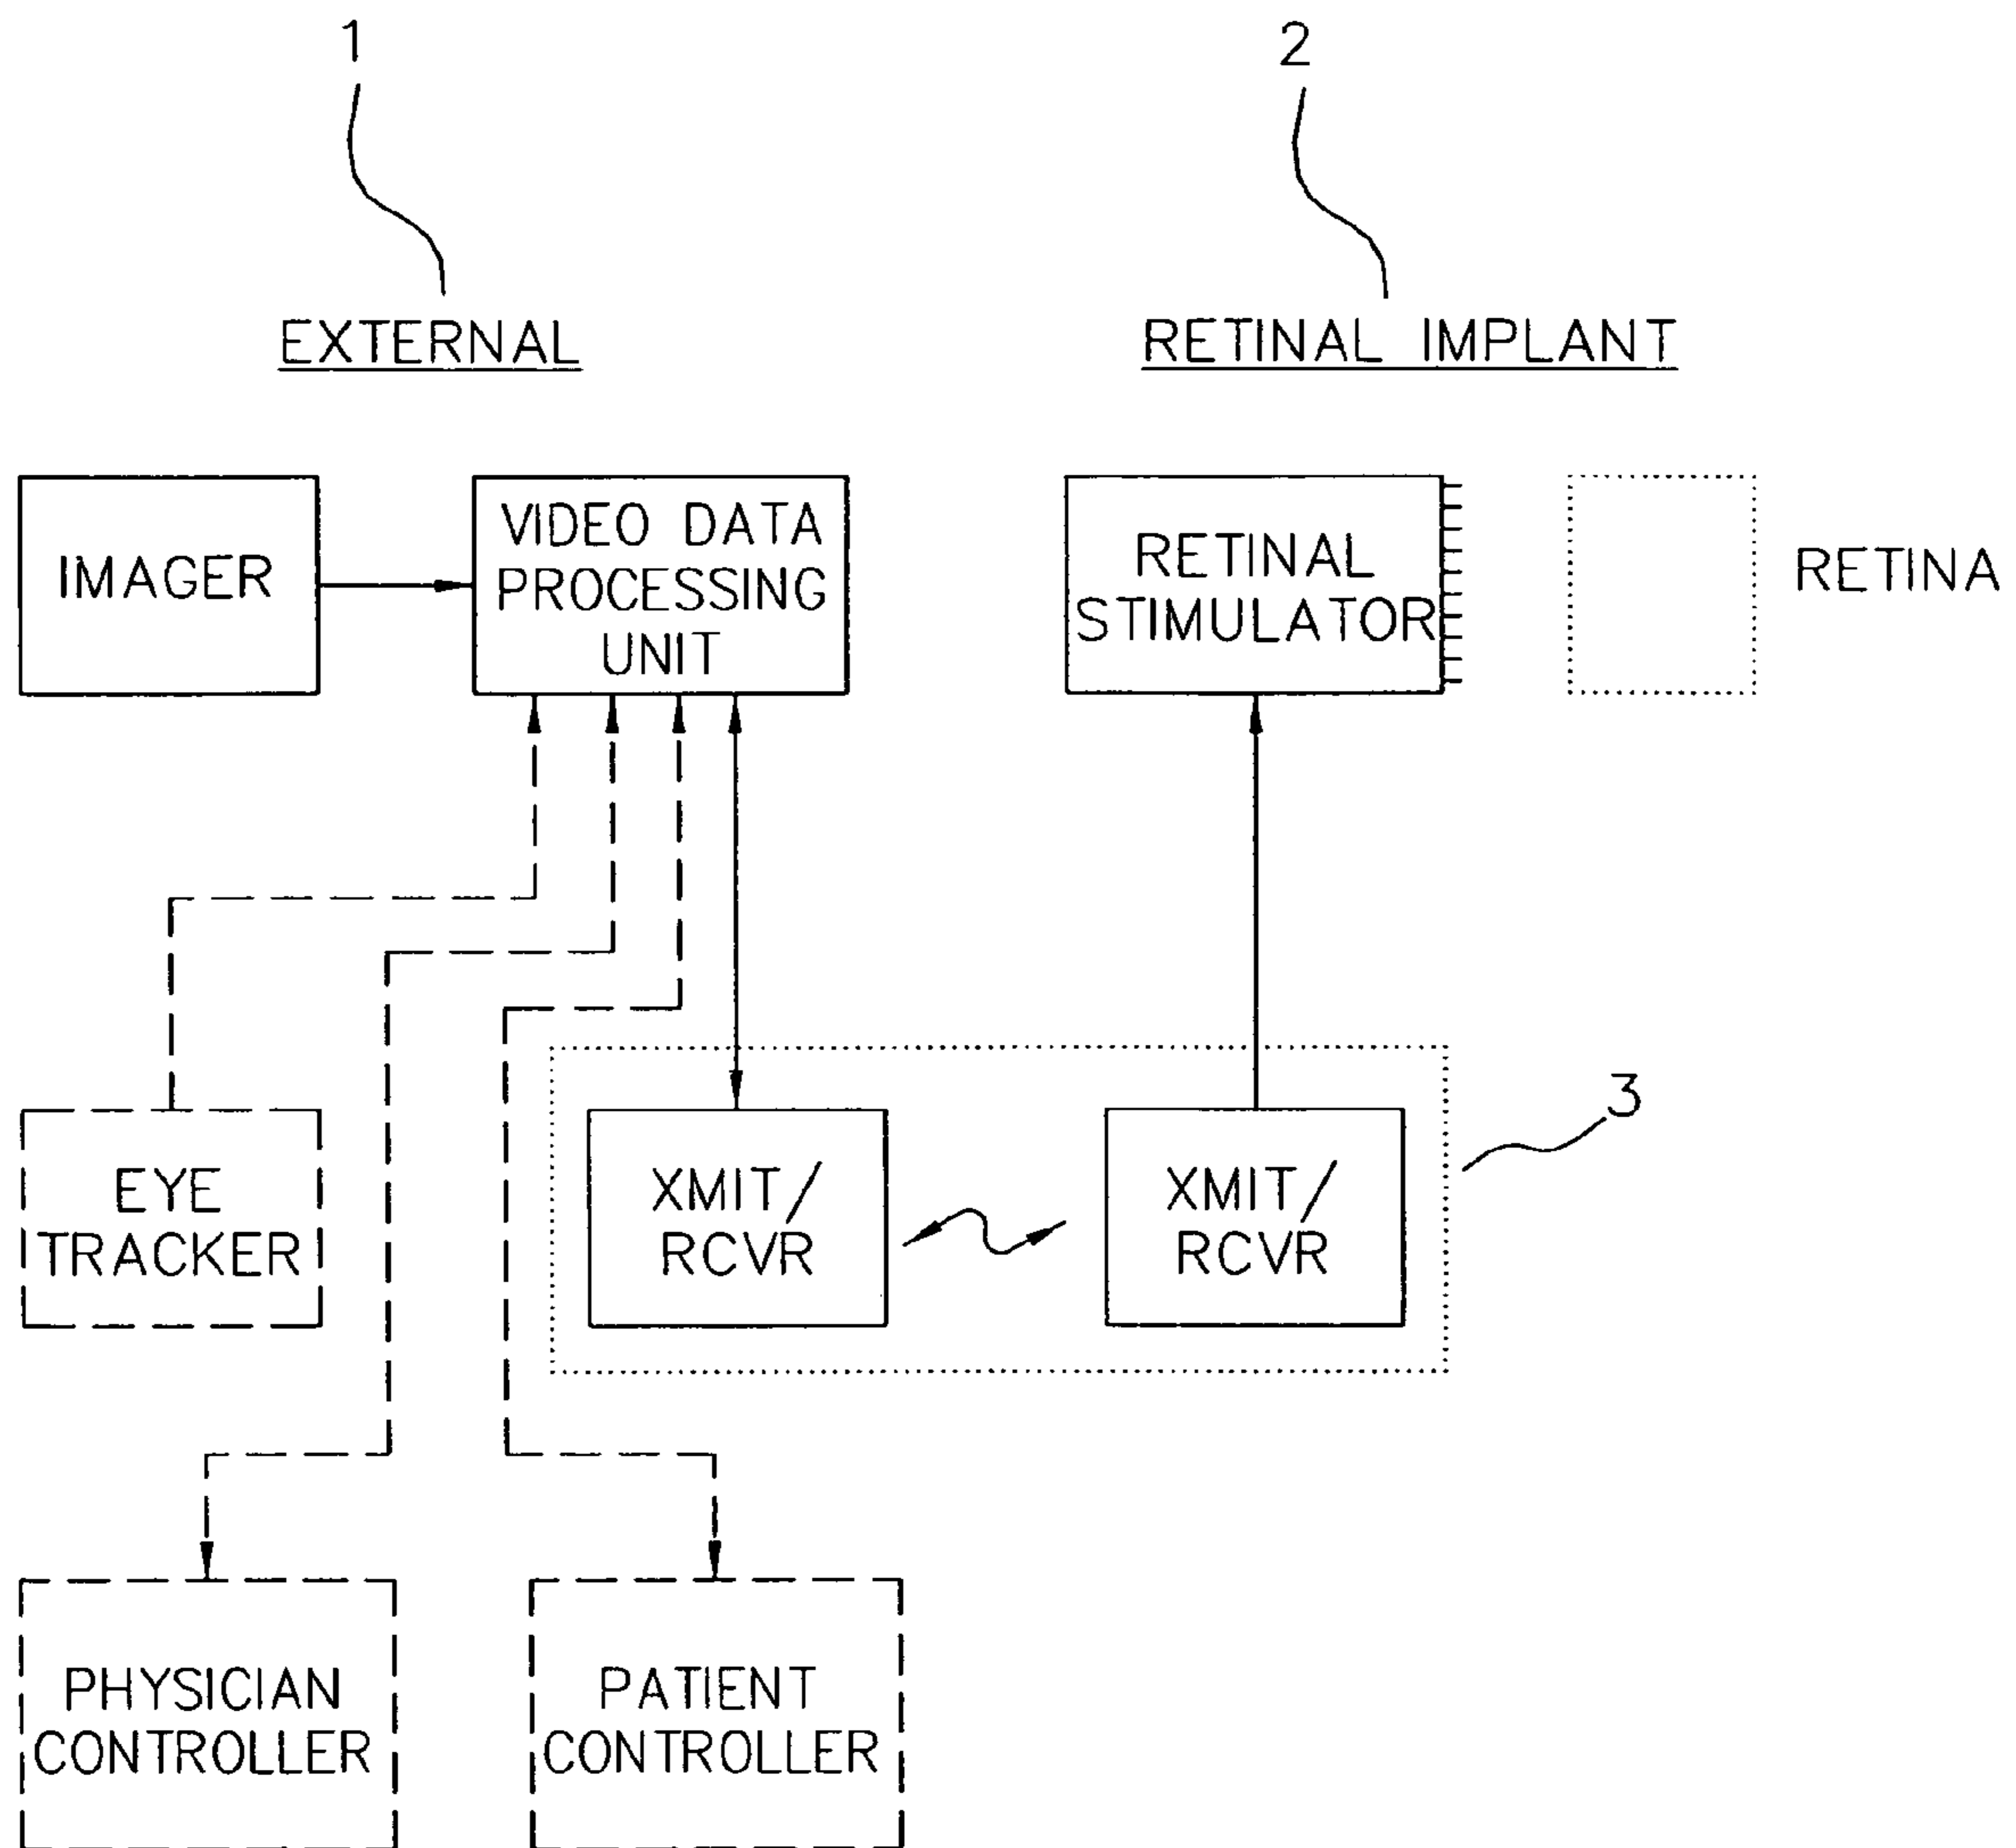 1
2
EXTERNAL
RETINAL IMPLANT
IMAGER
VIDEO DATA
PROCESSING
UNIT
RETINAL
STIMULATOR
RETINA
3
EYE
TRACKER
XMIT/
RCVR
XMIT/
RCVR
PHYSICIAN
CONTROLLER
PATIENT
CONTROLLER